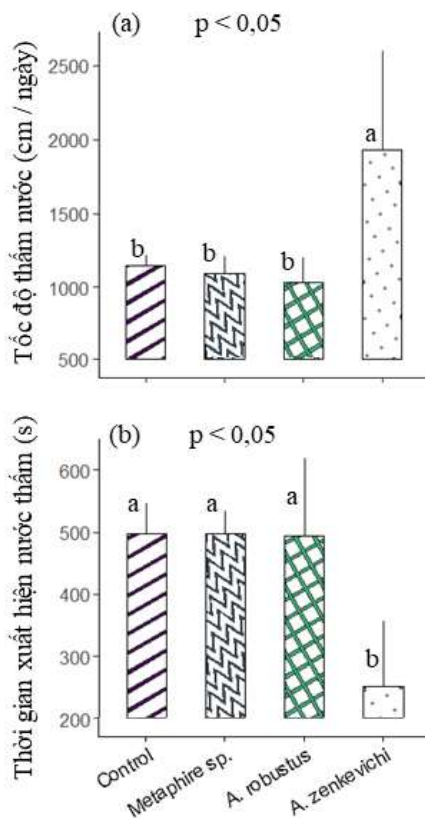 (a) p < 0,05
Tốc độ thấm nước (cm / ngày)
2500
2000
1500
1000
500
b
b
b
a
(b) p < 0,05
Thời gian xuất hiện nước thấm (s)
600
500
400
300
200
a
a
a
b
Control
Metaphire sp.
A. robustus
A. zenkevichi